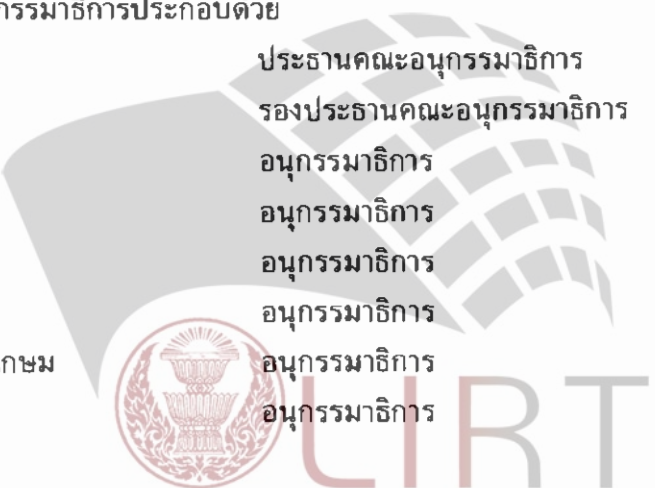 กรรมาธิการประกอบด้วย
ประธานคณะอนุกรรมาธิการ
รองประธานคณะอนุกรรมาธิการ
อนุกรรมาธิการ
อนุกรรมาธิการ
อนุกรรมาธิการ
อนุกรรมาธิการ
กษม อนุกรรมาธิการ
อนุกรรมาธิการ
LIRT